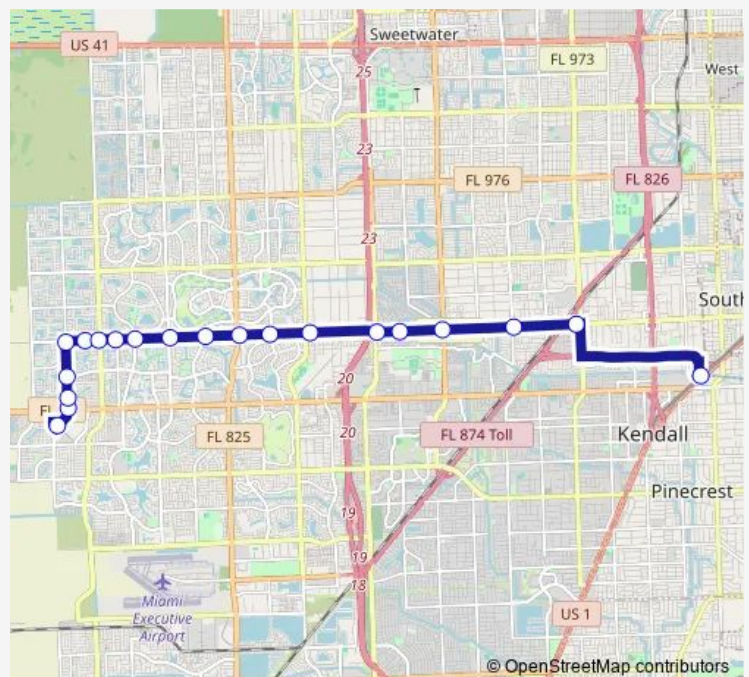 Sweetwater
US 41
FL 973
25
West
23
FL 976
FL 826
23
South
20
FL
FL 825
20
FL 874 Toll
Kendall
Pinecrest
19
19
18
Miami
Executive
Airport
US 1
© OpenStreetMap contributors